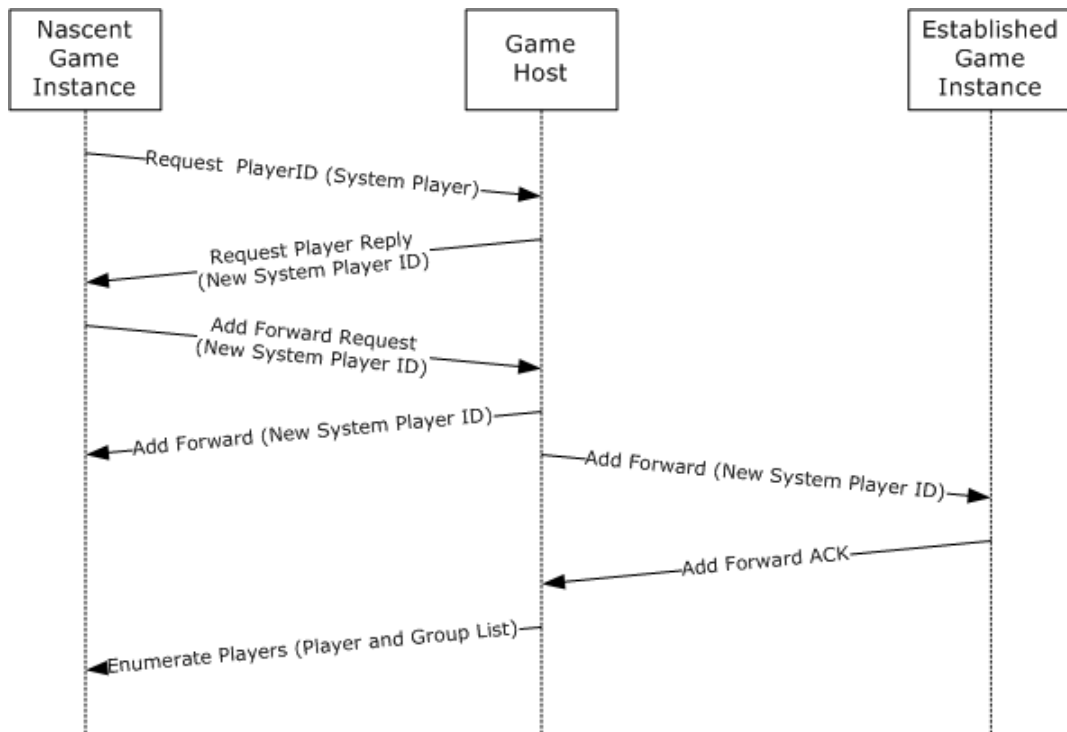 Nascent
Game
Instance
Game
Host
Established
Game
Instance
Request  PlayerID (System Player)
Request Player Reply
(New System Player ID)
Add Forward Request
(New System Player ID)
Add Forward (New System Player ID)
Add Forward (New System Player ID)
Add Forward ACK
Enumerate Players (Player and Group List)